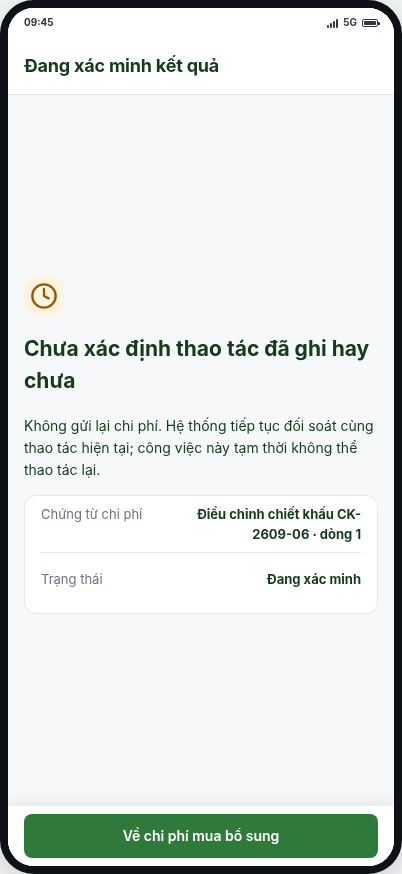 09:45
5G
Đang xác minh kết quả
Chưa xác định thao tác đã ghi hay
chưa
Không gửi lại chi phí. Hệ thống tiếp tục đối soát cùng
thao tác hiện tại; công việc này tạm thời không thể
thao tác lại.
Chứng từ chi phí
Điều chỉnh chiết khấu CK-
2609-06 · dòng 1
Trạng thái
Đang xác minh
Về chi phí mua bổ sung